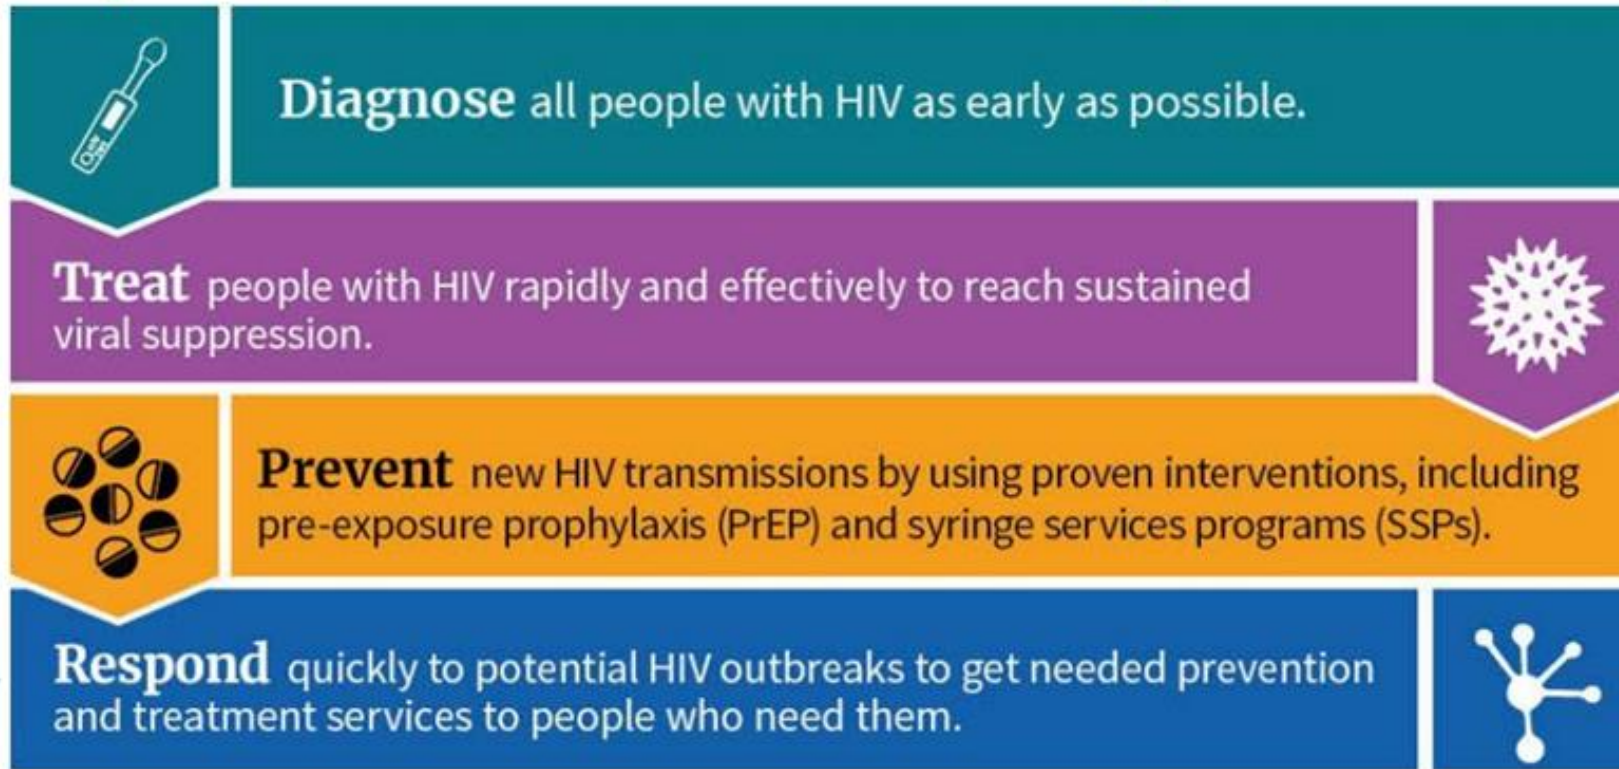 Diagnose all people with HIV as early as possible.
Treat people with HIV rapidly and effectively to reach sustained
viral suppression.
Prevent new HIV transmissions by using proven interventions, including
pre-exposure prophylaxis (PrEP) and syringe services programs (SSPs).
Respond quickly to potential HIV outbreaks to get needed prevention
and treatment services to people who need them.